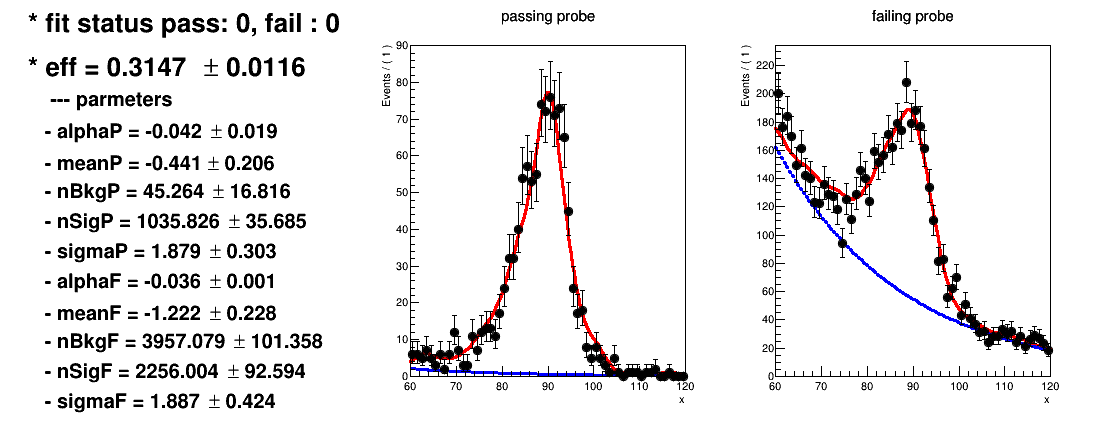 * fit status pass: 0, fail : 0
* eff = 0.3147 ± 0.0116
--- parmeters
- alphaP = -0.042 ± 0.019
- meanP = -0.441 ± 0.206
- nBkgP = 45.264 ± 16.816
- nSigP = 1035.826 ± 35.685
- sigmaP = 1.879 ± 0.303
- alphaF = -0.036 ± 0.001
- meanF = -1.222 ± 0.228
- nBkgF = 3957.079 ± 101.358
- nSigF = 2256.004 ± 92.594
- sigmaF = 1.887 ± 0.424
passing probe
Events / ( 1 )
90
80
70
60
50
40
30
20
10
0
60 70 80 90 100 110 120
x
failing probe
Events / ( 1 )
220
200
180
160
140
120
100
80
60
40
20
0
60 70 80 90 100 110 120
x